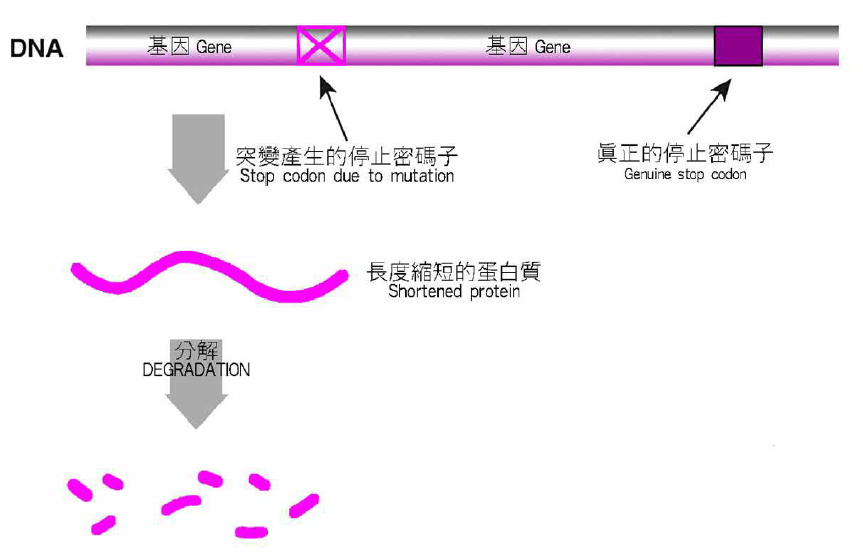 DNA
基因 Gene
基因 Gene
突變產生的停止密碼子
Stop codon due to mutation
眞正的停止密碼子
Genuine stop codon
長度縮短的蛋白質
Shortened protein
分解
DEGRADATION